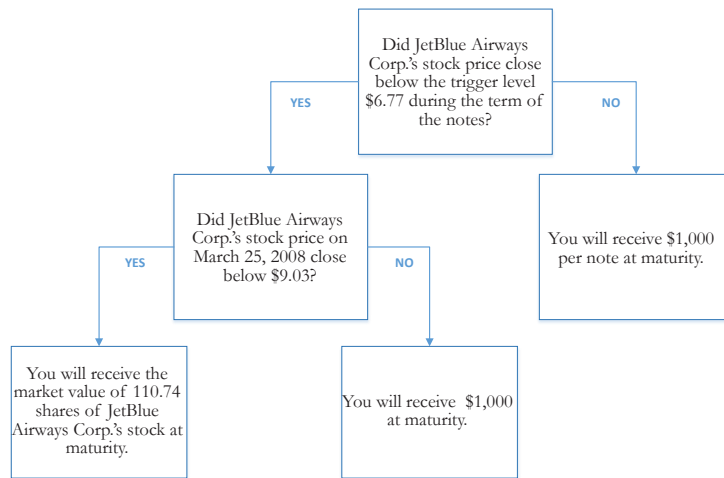 Did JetBlue Airways
Corp.'s stock price close
below the trigger level
$6.77 during the term of
the notes?
YES
NO
Did JetBlue Airways
Corp.'s stock price on
March 25, 2008 close
below $9.03?
You will receive $1,000
per note at maturity.
YES
NO
You will receive the
market value of 110.74
shares of JetBlue
Airways Corp.'s stock at
maturity.
You will receive $1,000
at maturity.